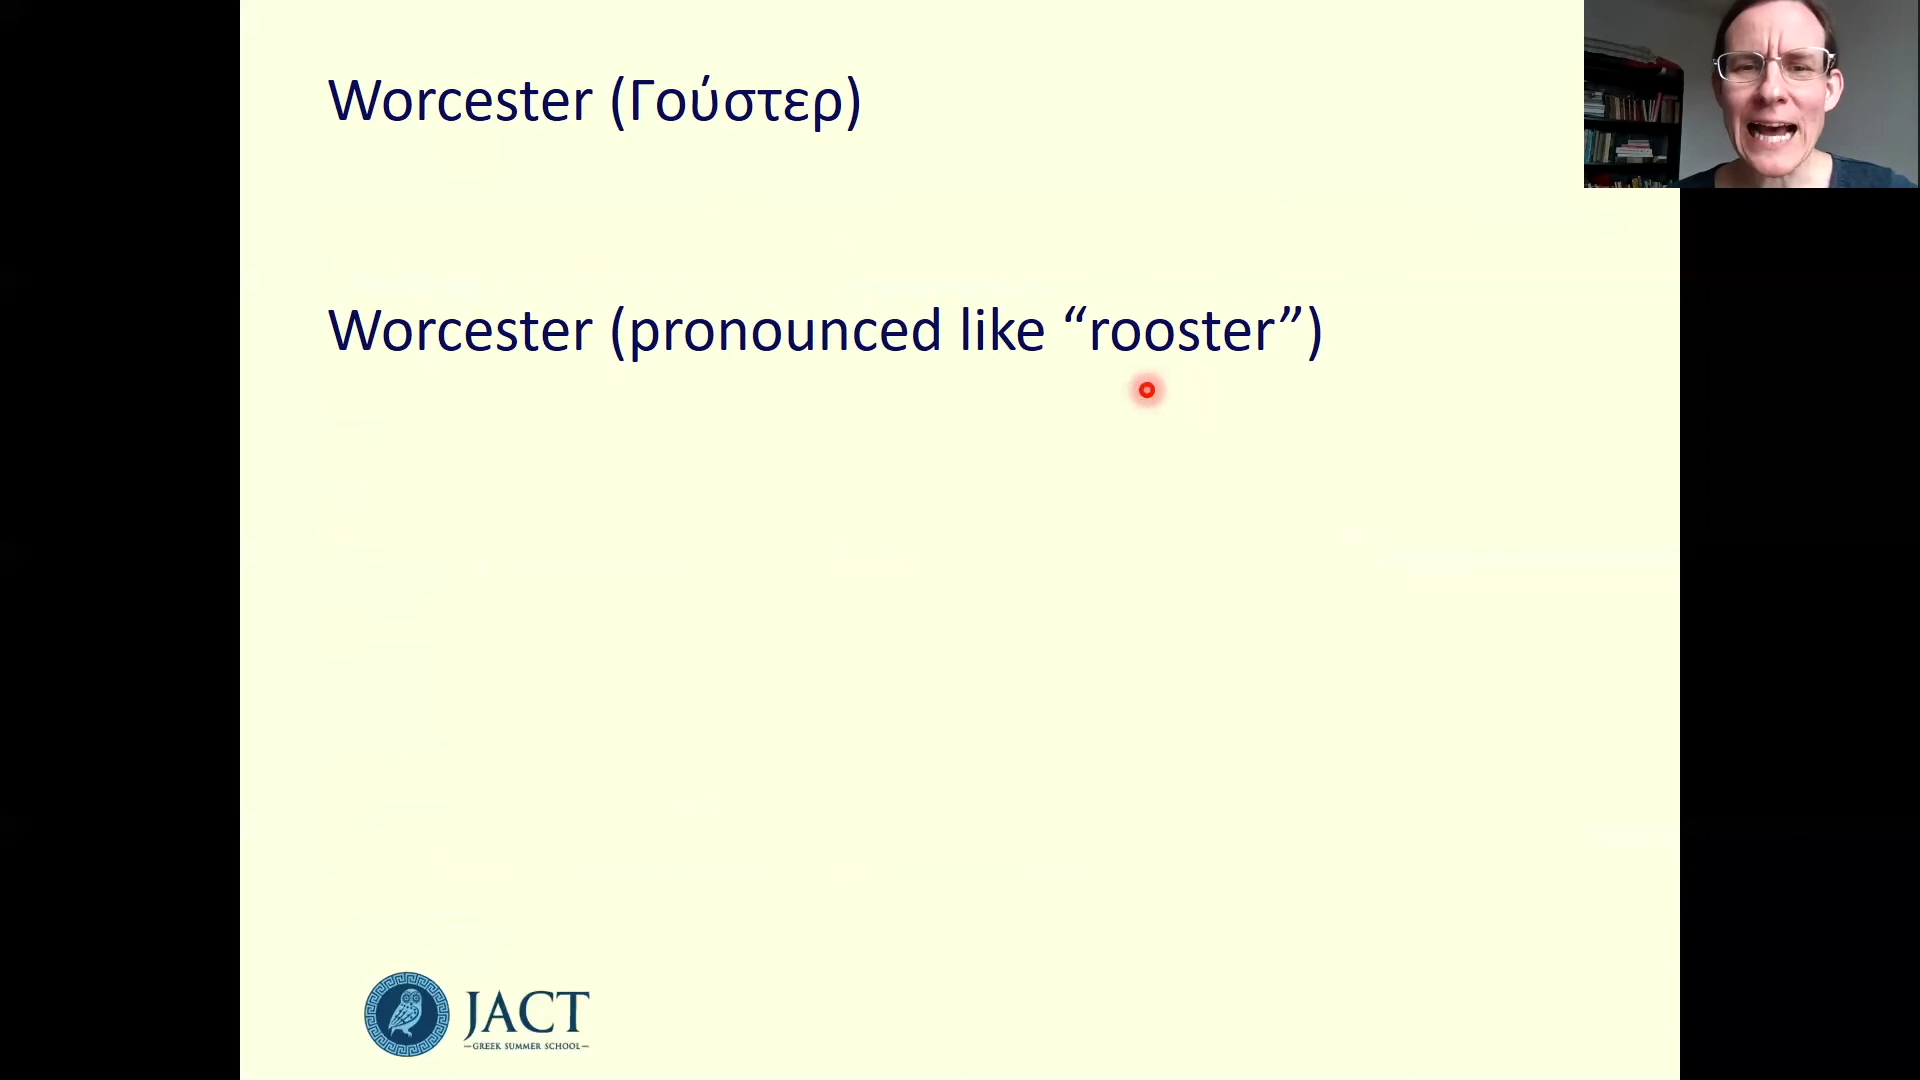 Worcester (Γούστερ)
Worcester (pronounced like “rooster”)
JACT
–GREEK SUMMER SCHOOL–